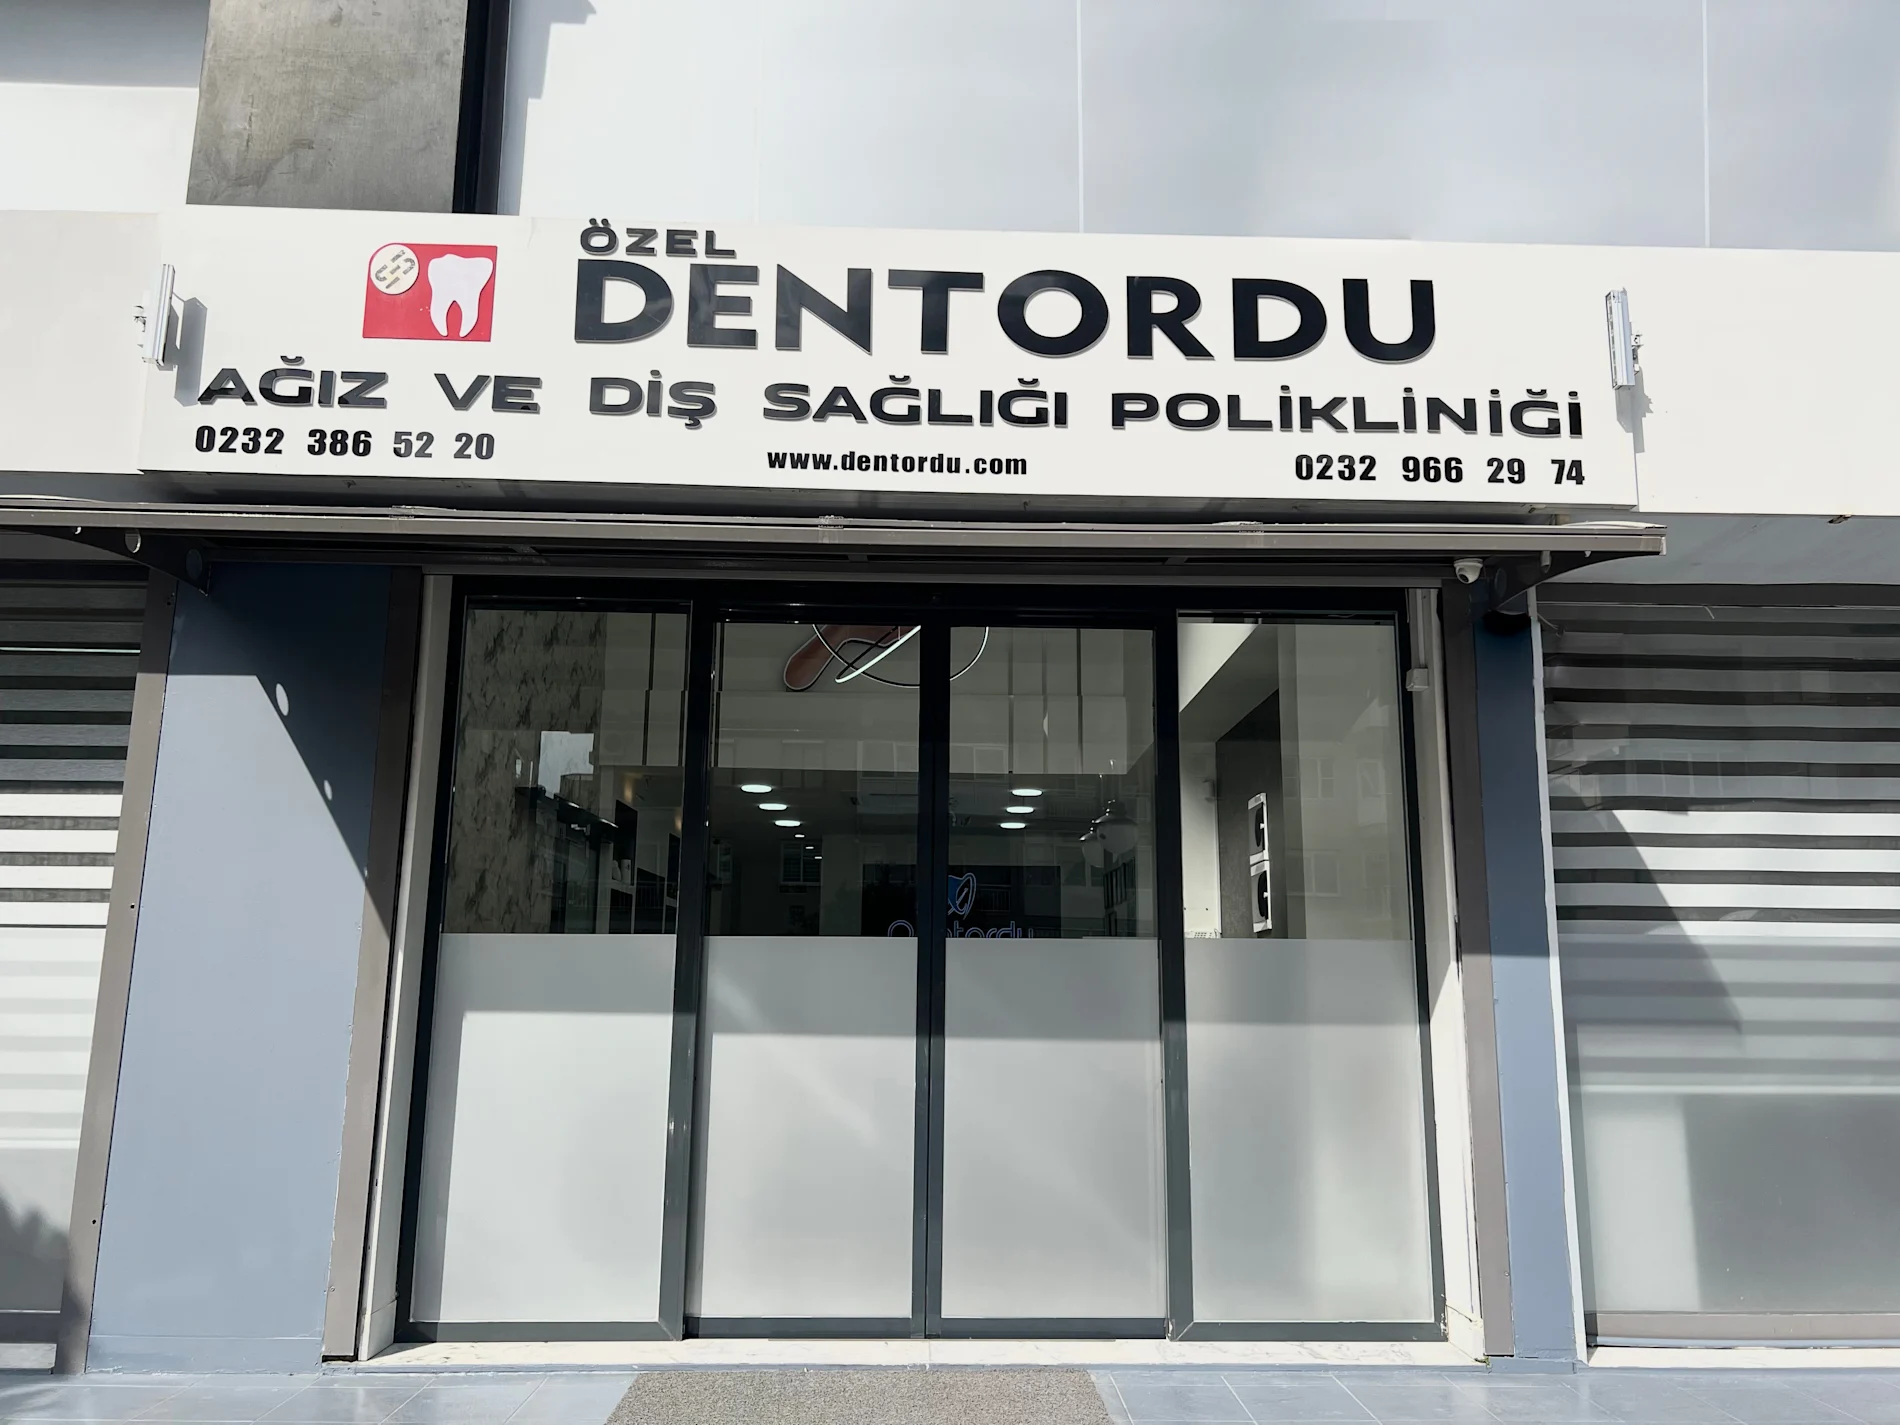 ÖZEL
DENTORDU
AĞIZ VE DİŞ SAĞLIĞI POLİKLİNİĞİ
0232 386 52 20
www.dentordu.com
0232 966 29 74